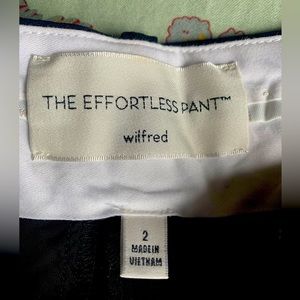 THE EFFORTLESS PANT™
wilfred
2
MADE IN
VIETNAM